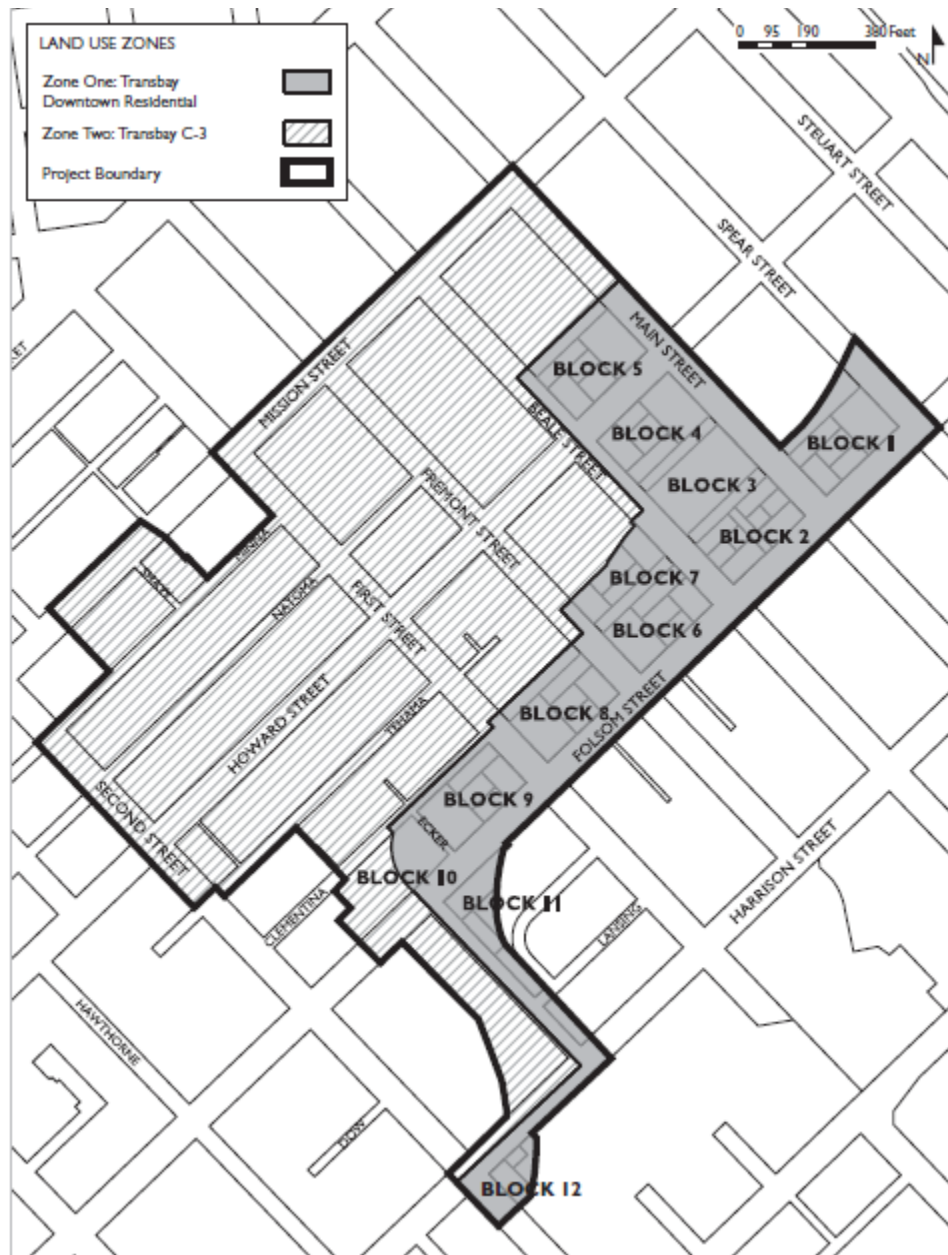 LAND USE ZONES
Zone One: Transbay
Downtown Residential
Zone Two: Transbay C-3
Project Boundary
0 95 190 380 Feet
N
STEUART STREET
SPEAR STREET
MAIN STREET
MISSION STREET
BLOCK 5
BEALE STREET
BLOCK 4
BLOCK 1
FREMONT STREET
BLOCK 3
BLOCK 2
MINNA
BLOCK 7
NATOMA
FIRST STREET
BLOCK 6
HOWARD STREET
TEHAMA
BLOCK 8
FOLSOM STREET
SECOND STREET
BLOCK 9
ECKER
BLOCK 10
BLOCK 11
CLEMENTINA
LANSING
HARRISON STREET
HAWTHORNE
DOW
BLOCK 12